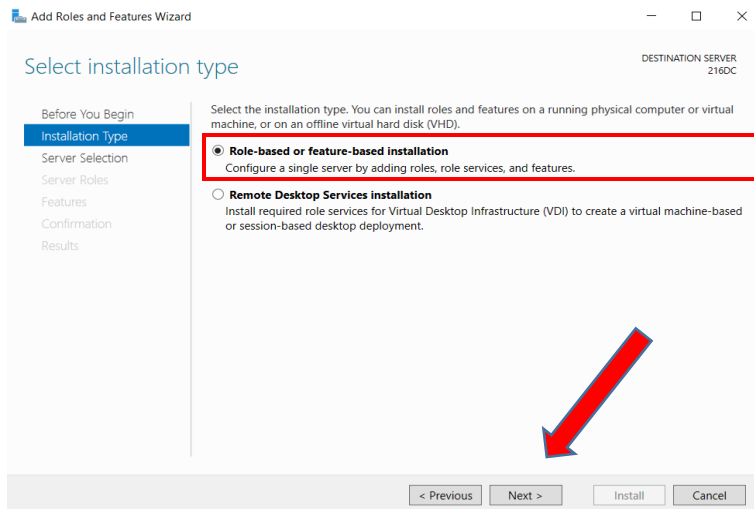 Add Roles and Features Wizard
Select installation type
DESTINATION SERVER
216DC
Before You Begin
Installation Type
Server Selection
Server Roles
Features
Confirmation
Results
Select the installation type. You can install roles and features on a running physical computer or virtual
machine, or on an offline virtual hard disk (VHD).
Role-based or feature-based installation
Configure a single server by adding roles, role services, and features.
Remote Desktop Services installation
Install required role services for Virtual Desktop Infrastructure (VDI) to create a virtual machine-based
or session-based desktop deployment.
< Previous Next > Install Cancel